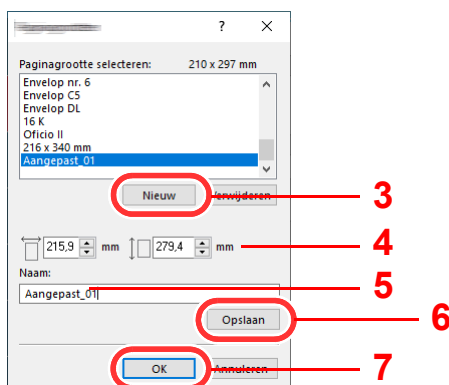 ? ×
Paginagrootte selecteren: 210 x 297 mm
Envelop nr. 6
Envelop C5
Envelop DL
16 K
Oficio II
216 x 340 mm
Aangepast_01
Nieuw Verwijderen 3
215,9 mm 279,4 mm 4
Naam:
5
Aangepast_01
Opslaan 6
OK Annuleren 7